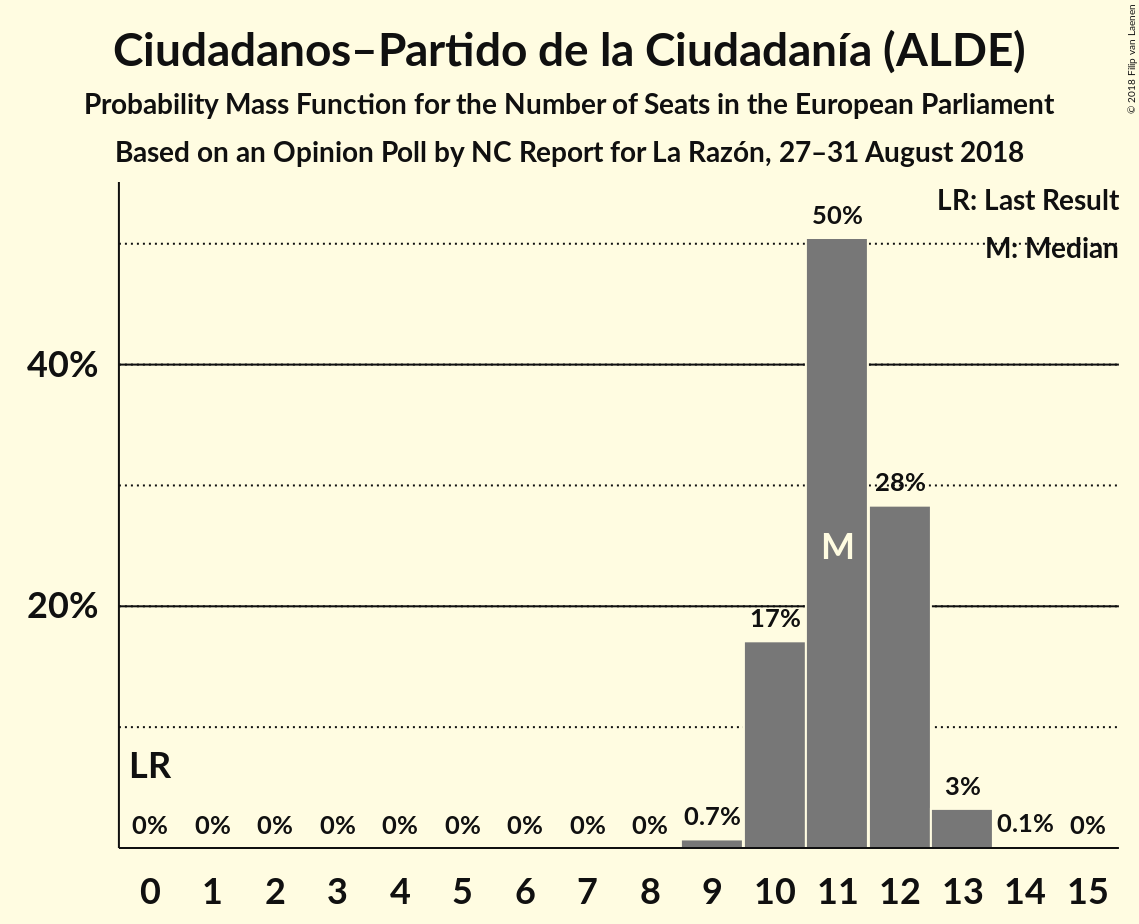 Ciudadanos–Partido de la Ciudadanía (ALDE)
Probability Mass Function for the Number of Seats in the European Parliament
Based on an Opinion Poll by NC Report for La Razón, 27–31 August 2018
© 2018 Filip van Laenen
LR: Last Result
M: Median
50%
40%
28%
M
20%
17%
LR
3%
0% 0% 0% 0% 0% 0% 0% 0% 0% 0.7% 0.1% 0%
0 1 2 3 4 5 6 7 8 9 10 11 12 13 14 15